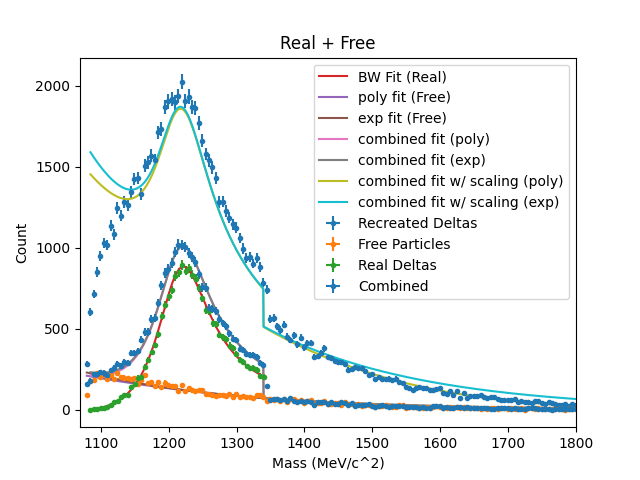 Real + Free
Count
2000
1500
1000
500
0
BW Fit (Real)
poly fit (Free)
exp fit (Free)
combined fit (poly)
combined fit (exp)
combined fit w/ scaling (poly)
combined fit w/ scaling (exp)
Recreated Deltas
Free Particles
Real Deltas
Combined
1100 1200 1300 1400 1500 1600 1700 1800
Mass (MeV/c^2)